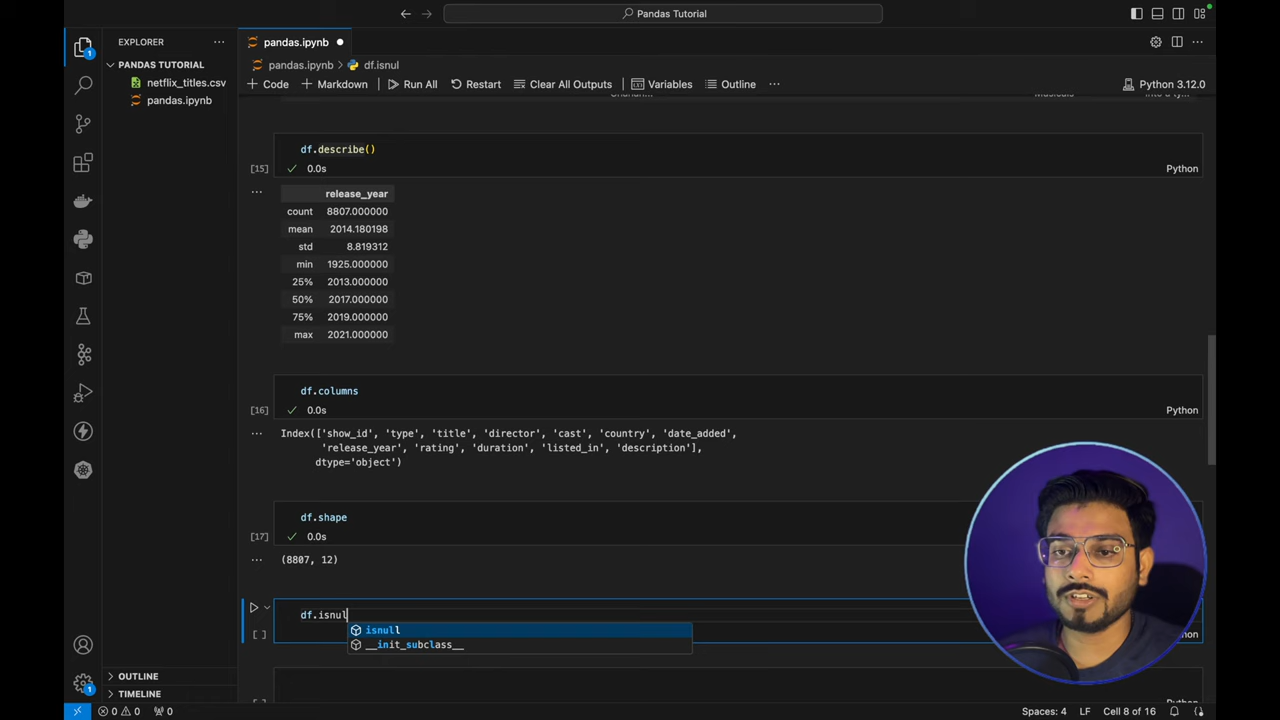 Pandas Tutorial
EXPLORER
PANDAS TUTORIAL
netflix_titles.csv
pandas.ipynb
1
pandas.ipynb
pandas.ipynb > df.isnul
Code
Markdown
Run All
Restart
Clear All Outputs
Variables
Outline
Python 3.12.0
df.describe()
[15]
0.0s
Python
release_year
count 8807.000000
mean 2014.180198
std 8.819312
min 1925.000000
25% 2013.000000
50% 2017.000000
75% 2019.000000
max 2021.000000
df.columns
[16]
0.0s
Python
Index(['show_id', 'type', 'title', 'director', 'cast', 'country', 'date_added',
'release_year', 'rating', 'duration', 'listed_in', 'description'],
dtype='object')
df.shape
[17]
0.0s
(8807, 12)
df.isnul
[ ]
isnull
__init_subclass__
[ ]
OUTLINE
TIMELINE
1
0 0 0
Spaces: 4
LF
Cell 8 of 16